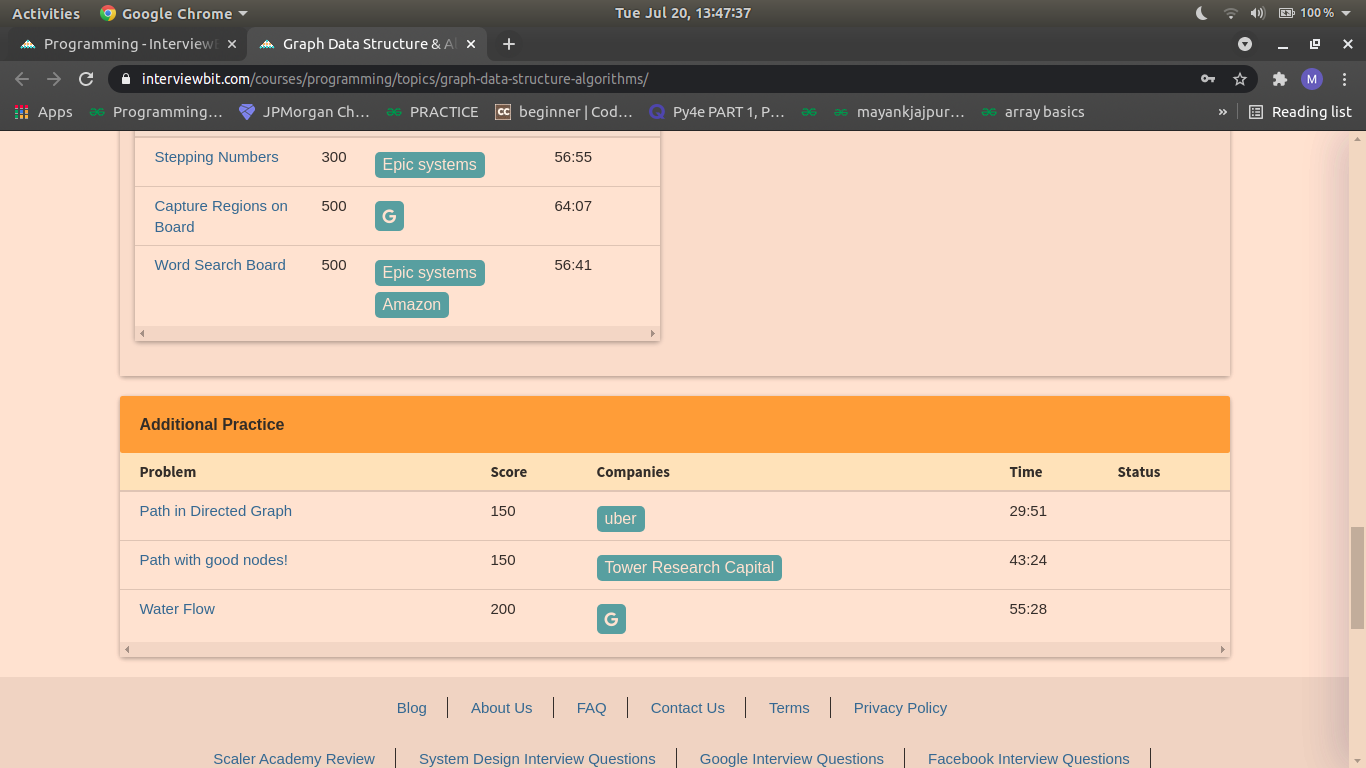 Activities Google Chrome Tue Jul 20, 13:47:37 100 %
Programming - Interview Graph Data Structure & Al
interviewbit.com/courses/programming/topics/graph-data-structure-algorithms/ M
Apps Programming... JPMorgan Ch... PRACTICE CC beginner | Cod... Py4e PART 1, P... mayankjajpur... array basics » Reading list
Stepping Numbers 300 Epic systems 56:55
Capture Regions on 500 G 64:07
Board
Word Search Board 500 Epic systems 56:41
Amazon
Additional Practice
Problem Score Companies Time Status
Path in Directed Graph 150 uber 29:51
Path with good nodes! 150 Tower Research Capital 43:24
Water Flow 200 G 55:28
Blog About Us FAQ Contact Us Terms Privacy Policy
Scaler Academy Review System Design Interview Questions Google Interview Questions Facebook Interview Questions